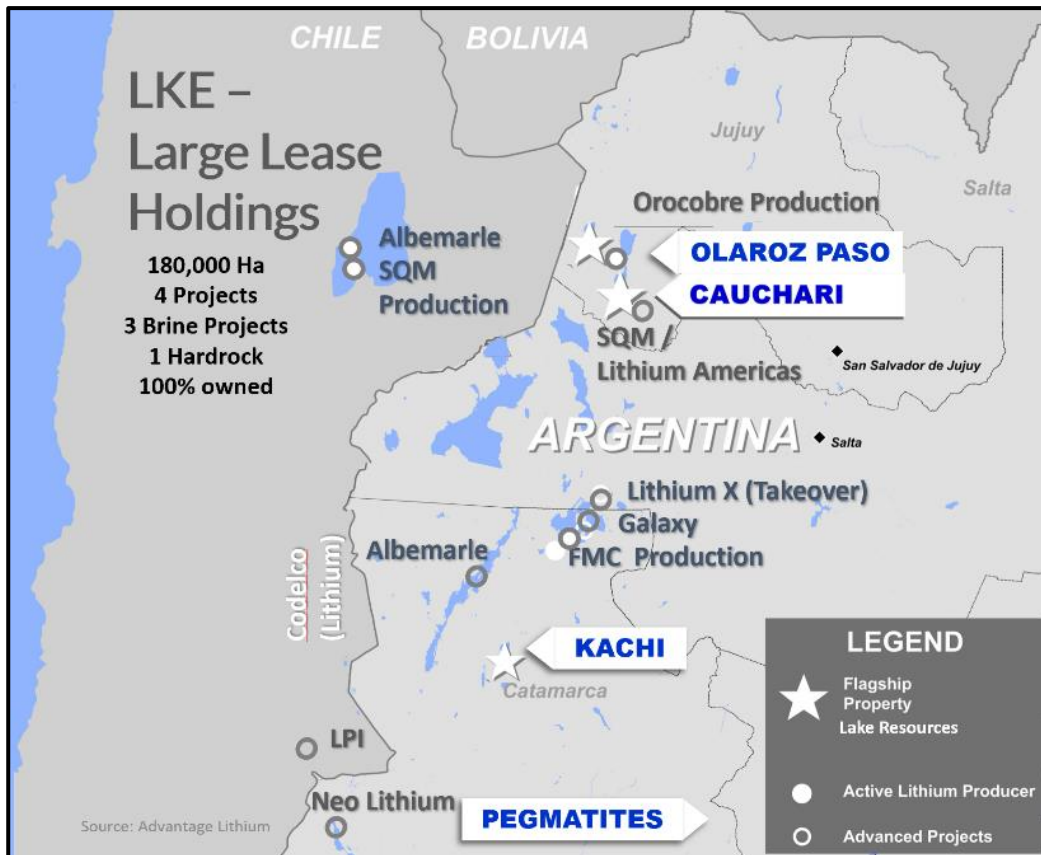 CHILE
BOLIVIA
LKE –
Large Lease
Holdings
180,000 Ha
4 Projects
3 Brine Projects
1 Hardrock
100% owned
Jujuy
Salta
Albemarle
SQM
Production
Orocobre Production
OLAROZ PASO
CAUCHARI
SQM /
Lithium Americas
San Salvador de Jujuy
ARGENTINA
Salta
Lithium X (Takeover)
Galaxy
FMC Production
Albemarle
Codelco
(Lithium)
KACHI
Catamarca
LPI
Neo Lithium
PEGMATITES
Source: Advantage Lithium
LEGEND
Flagship
Property
Lake Resources
Active Lithium Producer
Advanced Projects